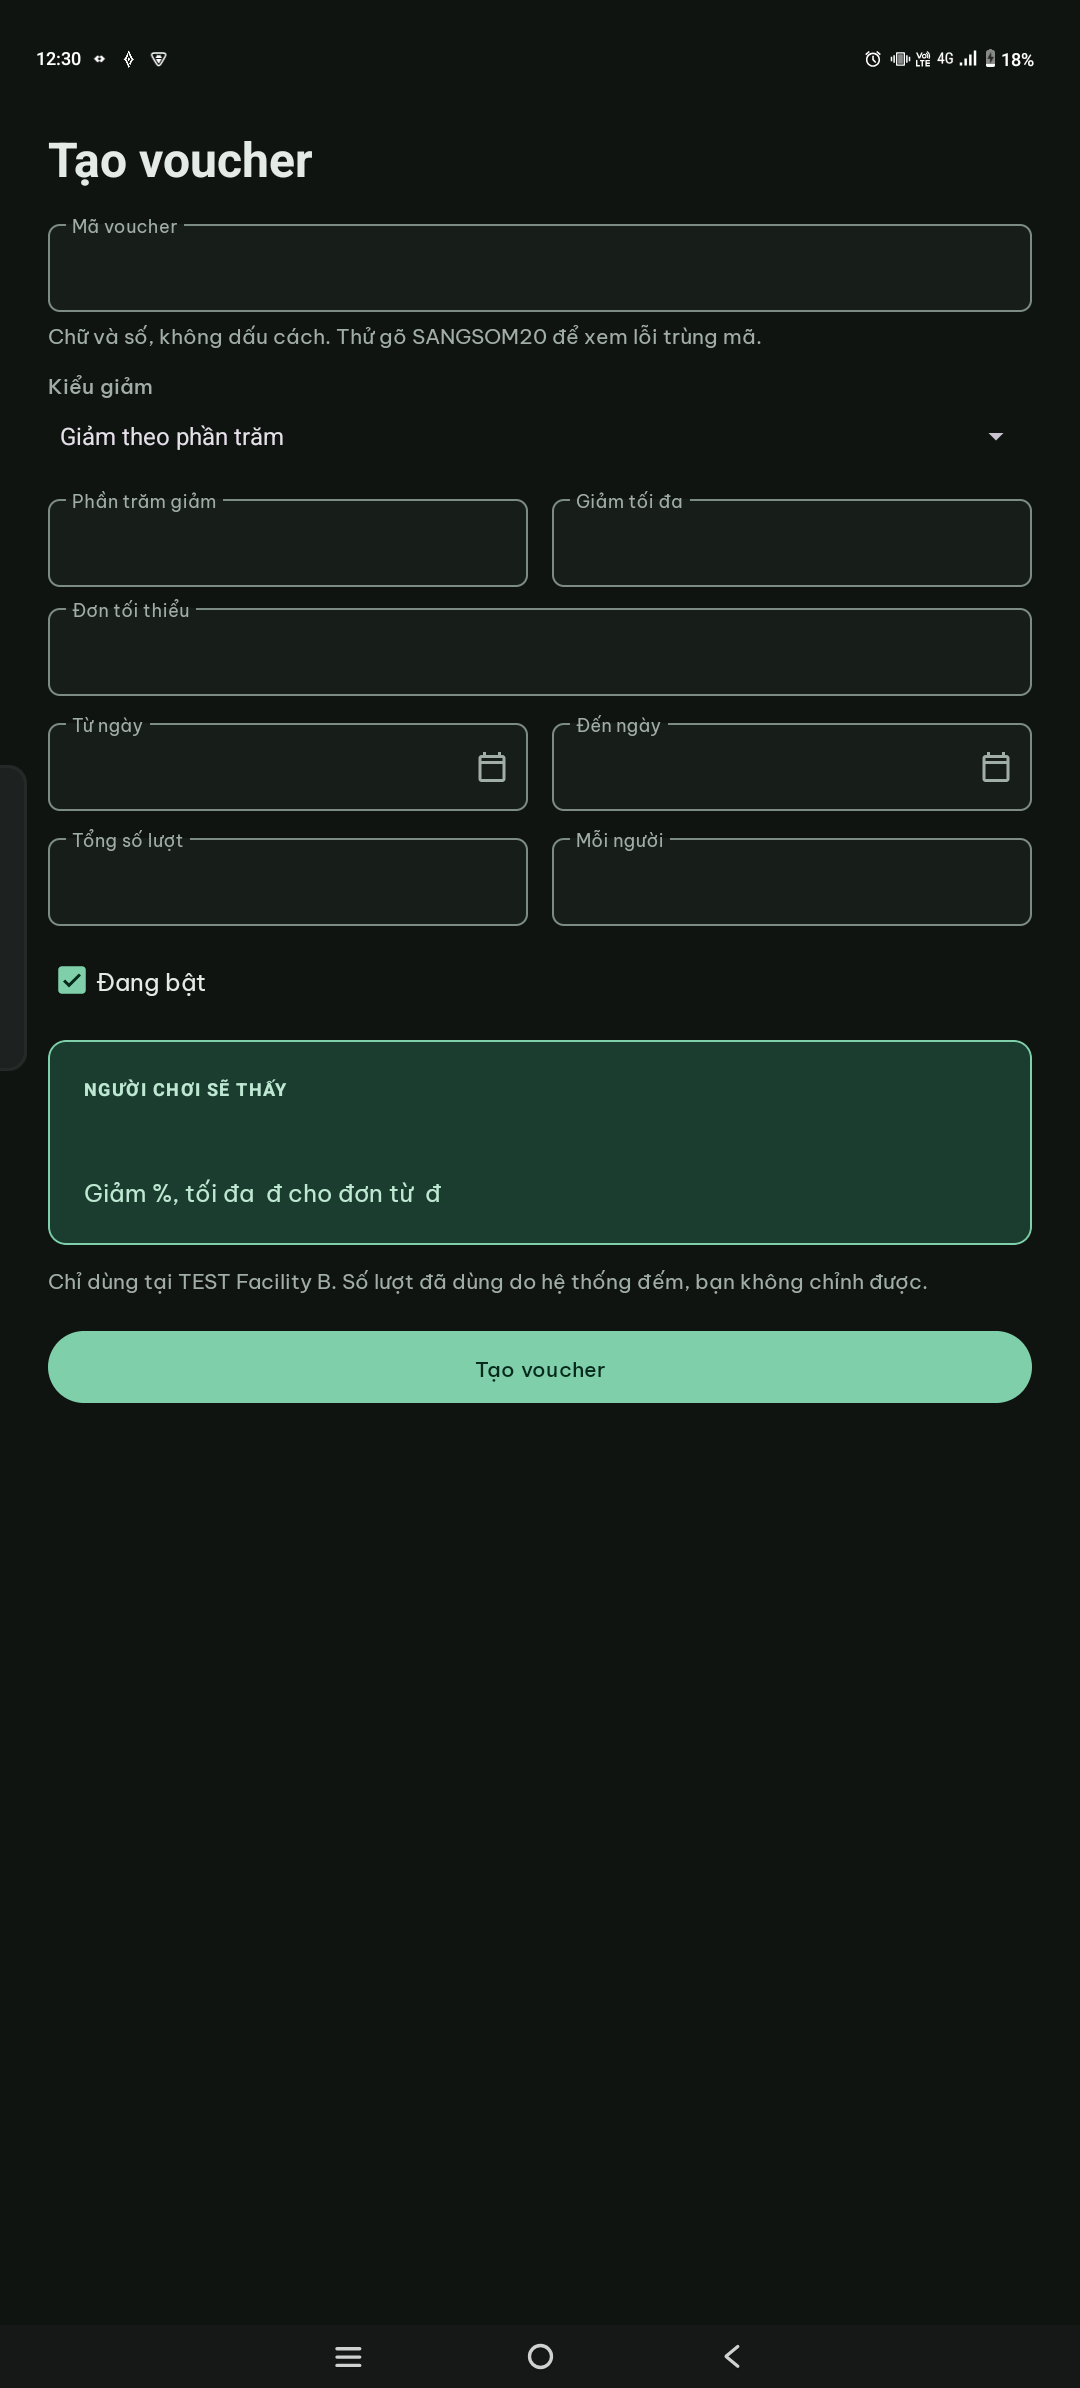 12:30
4G 18%
Tạo voucher
Mã voucher
Chữ và số, không dấu cách. Thử gõ SANGSOM20 để xem lỗi trùng mã.
Kiểu giảm
Giảm theo phần trăm
Phần trăm giảm
Giảm tối đa
Đơn tối thiểu
Từ ngày
Đến ngày
Tổng số lượt
Mỗi người
Đang bật
NGƯỜI CHƠI SẼ THẤY
Giảm %, tối đa  đ cho đơn từ  đ
Chỉ dùng tại TEST Facility B. Số lượt đã dùng do hệ thống đếm, bạn không chỉnh được.
Tạo voucher